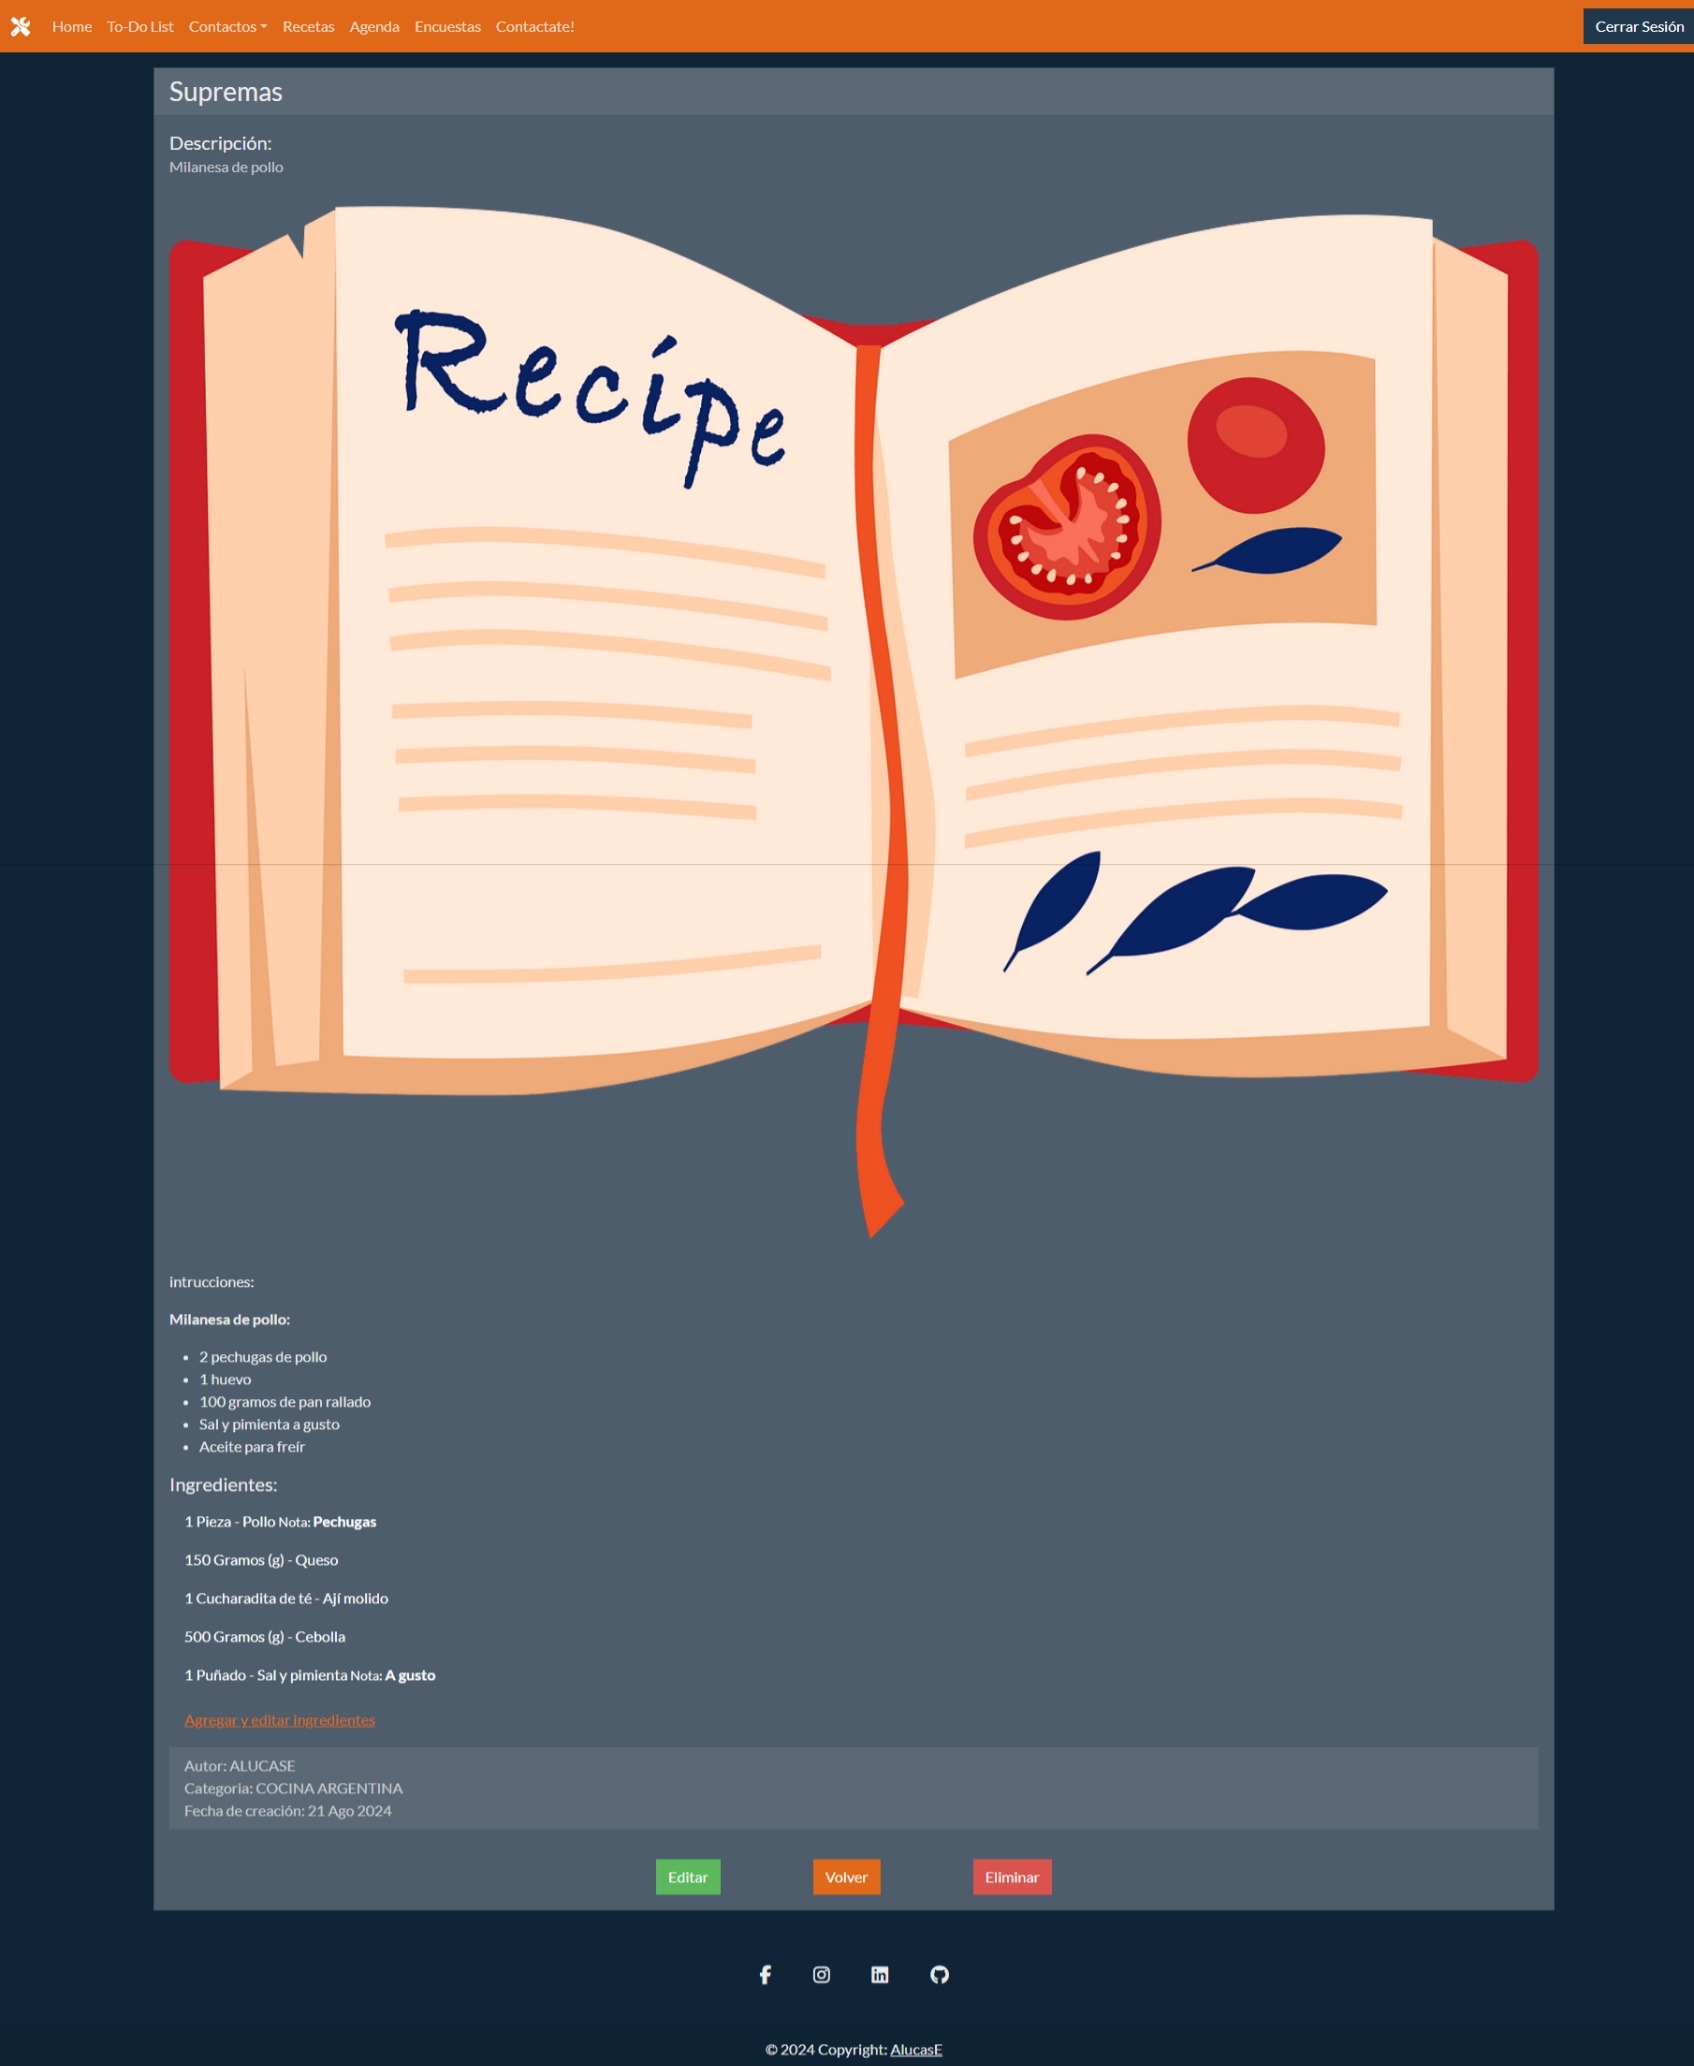 Home To-Do List Contactos Recetas Agenda Encuestas Contactate! Cerrar Sesión
Supremas
Descripción:
Milanesa de pollo
Recipe
intrucciones:
Milanesa de pollo:
2 pechugas de pollo
1 huevo
100 gramos de pan rallado
Sal y pimienta a gusto
Aceite para freír
Ingredientes:
1 Pieza - Pollo Nota: Pechugas
150 Gramos (g) - Queso
1 Cucharadita de té - Ají molido
500 Gramos (g) - Cebolla
1 Puñado - Sal y pimienta Nota: A gusto
Agregar y editar ingredientes
Autor: ALUCASE
Categoria: COCINA ARGENTINA
Fecha de creación: 21 Ago 2024
Editar Volver Eliminar
© 2024 Copyright: AlucasE